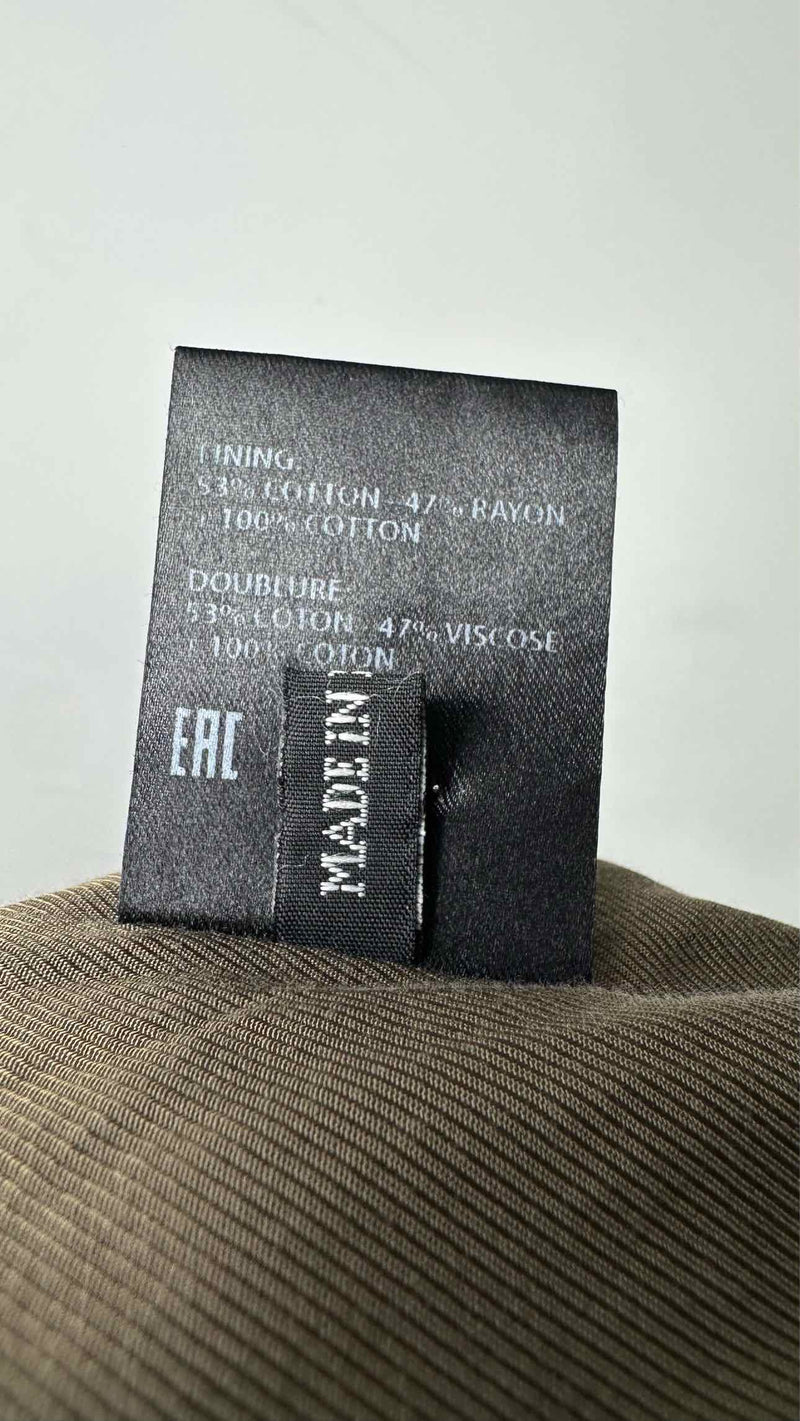 LINING:
53% COTTON - 47% RAYON
+ 100% COTTON
DOUBLURE:
53% COTON - 47% VISCOSE
+ 100% COTON
EAC
MADE IN